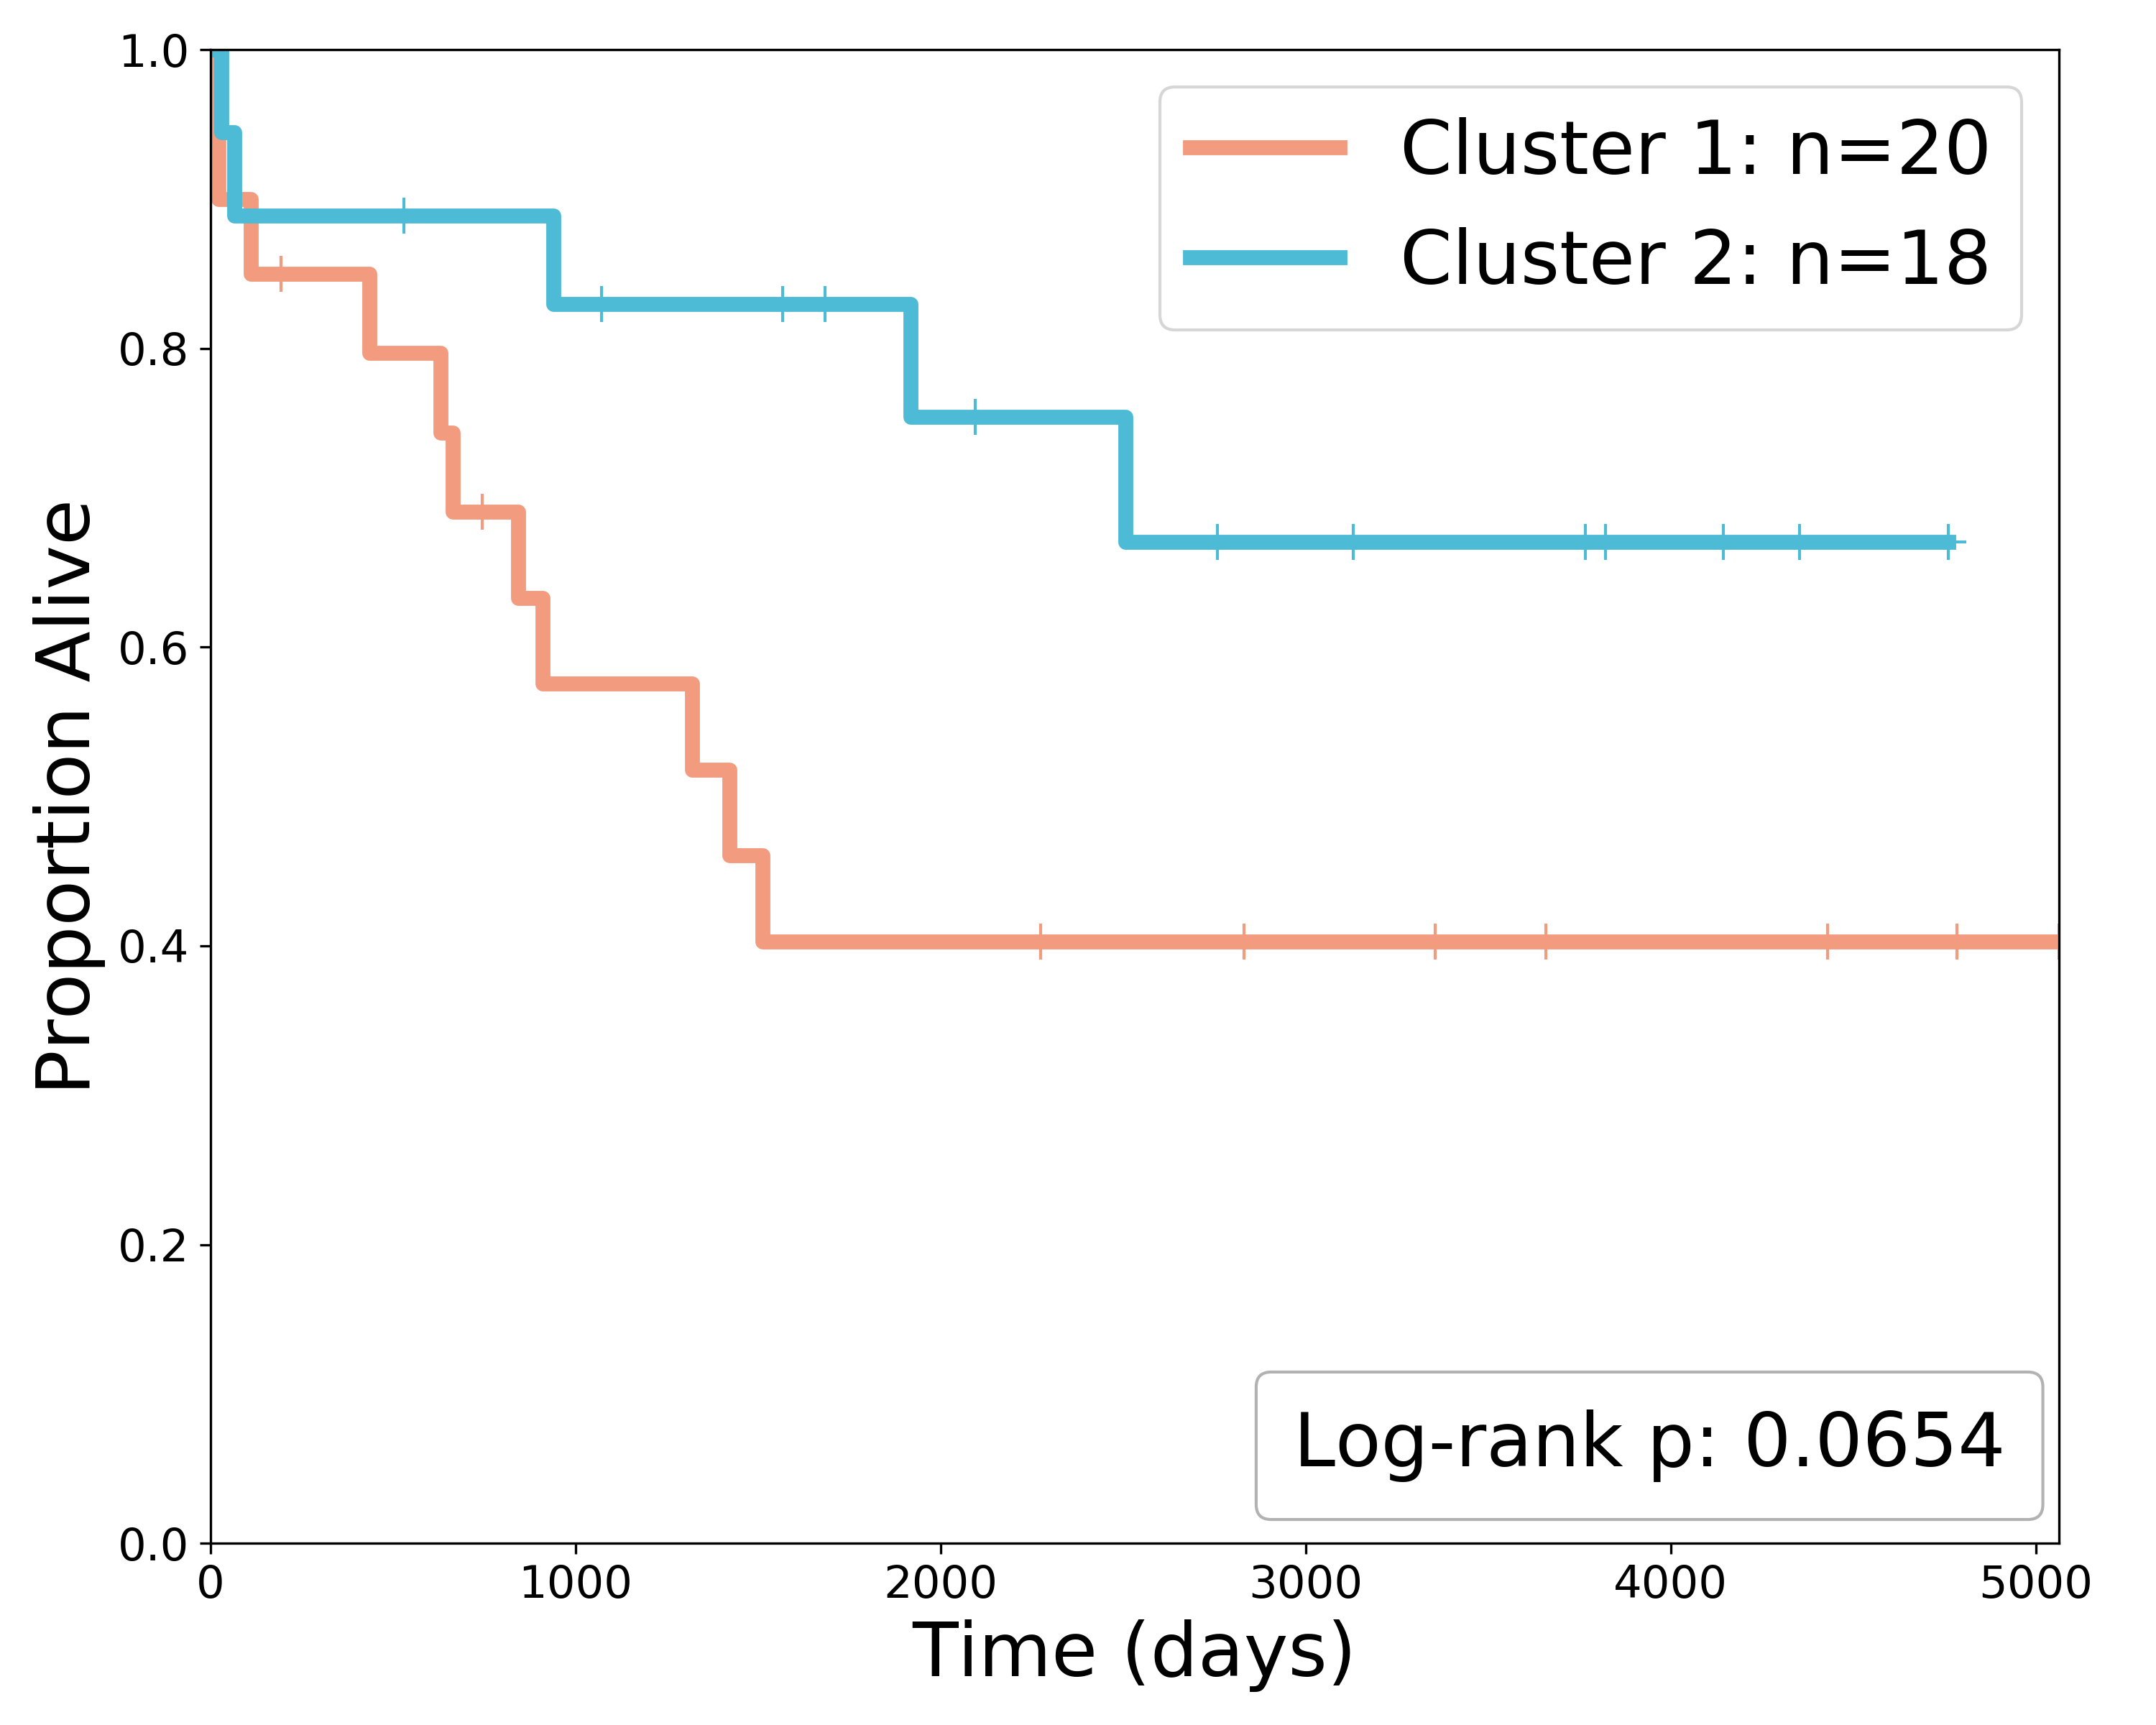 1.0
0.8
0.6
0.4
0.2
0.0
Proportion Alive
Cluster 1: n=20
Cluster 2: n=18
Log-rank p: 0.0654
0 1000 2000 3000 4000 5000
Time (days)